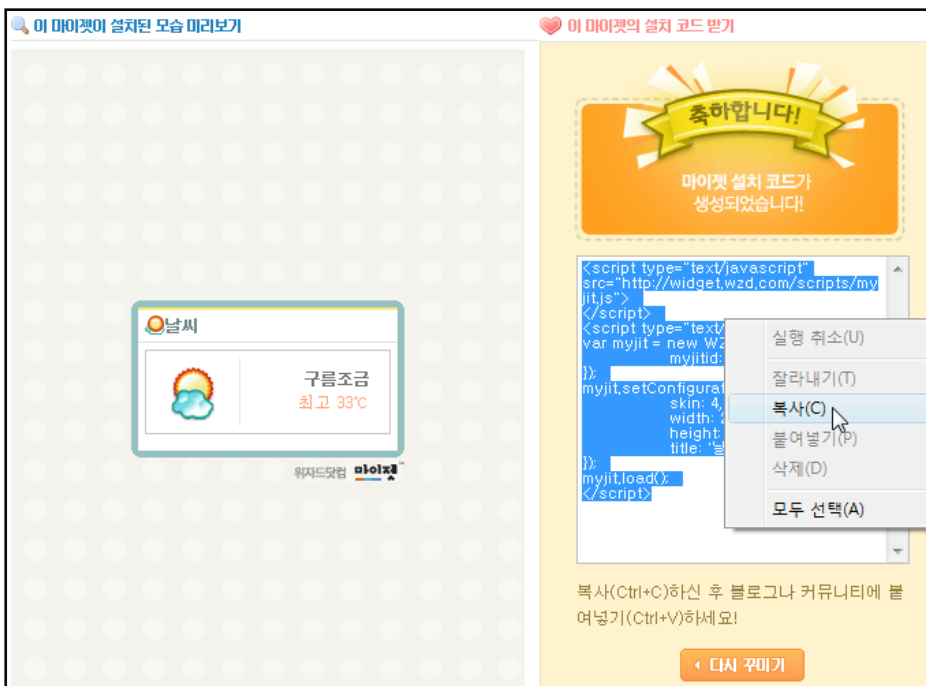 이 마이젯이 설치된 모습 미리보기
날씨
구름조금
최고 33℃
위자드닷컴 마이젯
이 마이젯의 설치 코드 받기
축하합니다!
마이젯 설치 코드가
생성되었습니다!
<script type="text/javascript"
src="http://widget.wzd.com/scripts/my
jit.js">
</script>
<script type="text/
var myjit = new WZ
myjitid:
});
myjit.setConfigurat
skin: 4,
width: 2
height:
title: "날
});
myjit.load();
</script>
실행 취소(U)
잘라내기(T)
복사(C)
붙여넣기(P)
삭제(D)
모두 선택(A)
복사(Ctrl+C)하신 후 블로그나 커뮤니티에 붙
여넣기(Ctrl+V)하세요!
다시 꾸미기